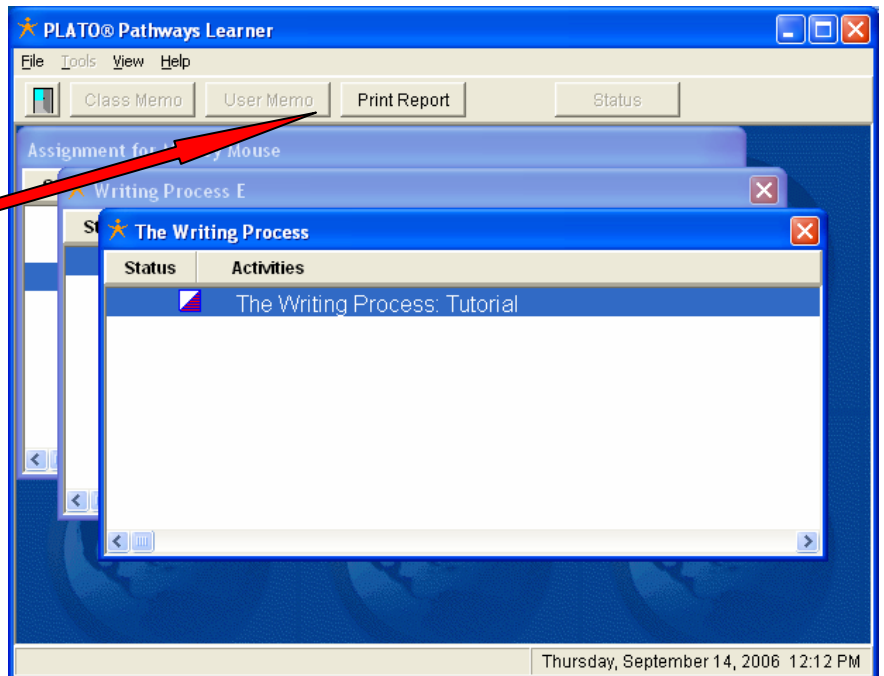 PLATO® Pathways Learner
File Tools View Help
Class Memo User Memo Print Report Status
Assignment for y Mouse
Writing Process E
The Writing Process
Status Activities
The Writing Process: Tutorial
Thursday, September 14, 2006 12:12 PM